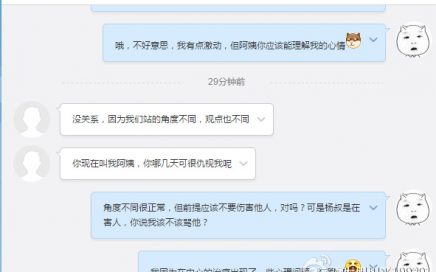 哦，不好意思，我有点激动，但阿姨你应该能理解我的心情
29分钟前
没关系，因为我们站的角度不同，观点也不同
你现在叫我阿姨，你哪几天可很仇视我呢
角度不同很正常，但前提应该不要伤害他人，对吗？可是杨叔是在
害人，你说我该不该骂他？